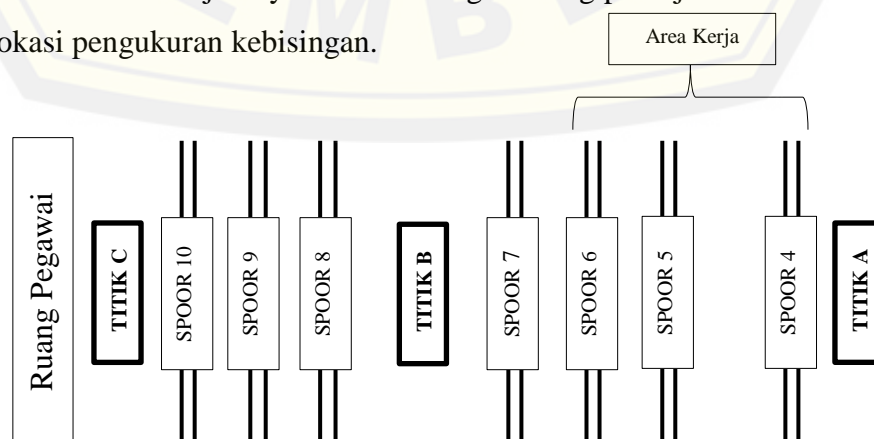 okasi pengukuran kebisingan.
Area Kerja
Ruang Pegawai
TITIK C
SPOOR 10
SPOOR 9
SPOOR 8
TITIK B
SPOOR 7
SPOOR 6
SPOOR 5
SPOOR 4
TITIK A